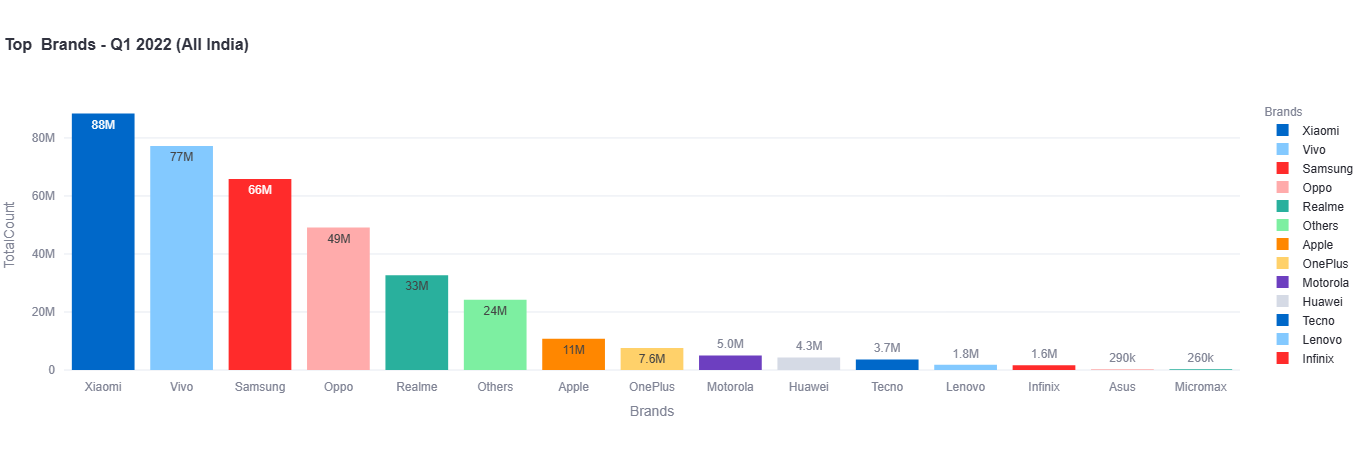 Top  Brands - Q1 2022 (All India)
TotalCount
80M
60M
40M
20M
0
88M
77M
66M
49M
33M
24M
11M
7.6M
5.0M
4.3M
3.7M
1.8M
1.6M
290k
260k
Xiaomi
Vivo
Samsung
Oppo
Realme
Others
Apple
OnePlus
Motorola
Huawei
Tecno
Lenovo
Infinix
Asus
Micromax
Brands
Brands
Xiaomi
Vivo
Samsung
Oppo
Realme
Others
Apple
OnePlus
Motorola
Huawei
Tecno
Lenovo
Infinix